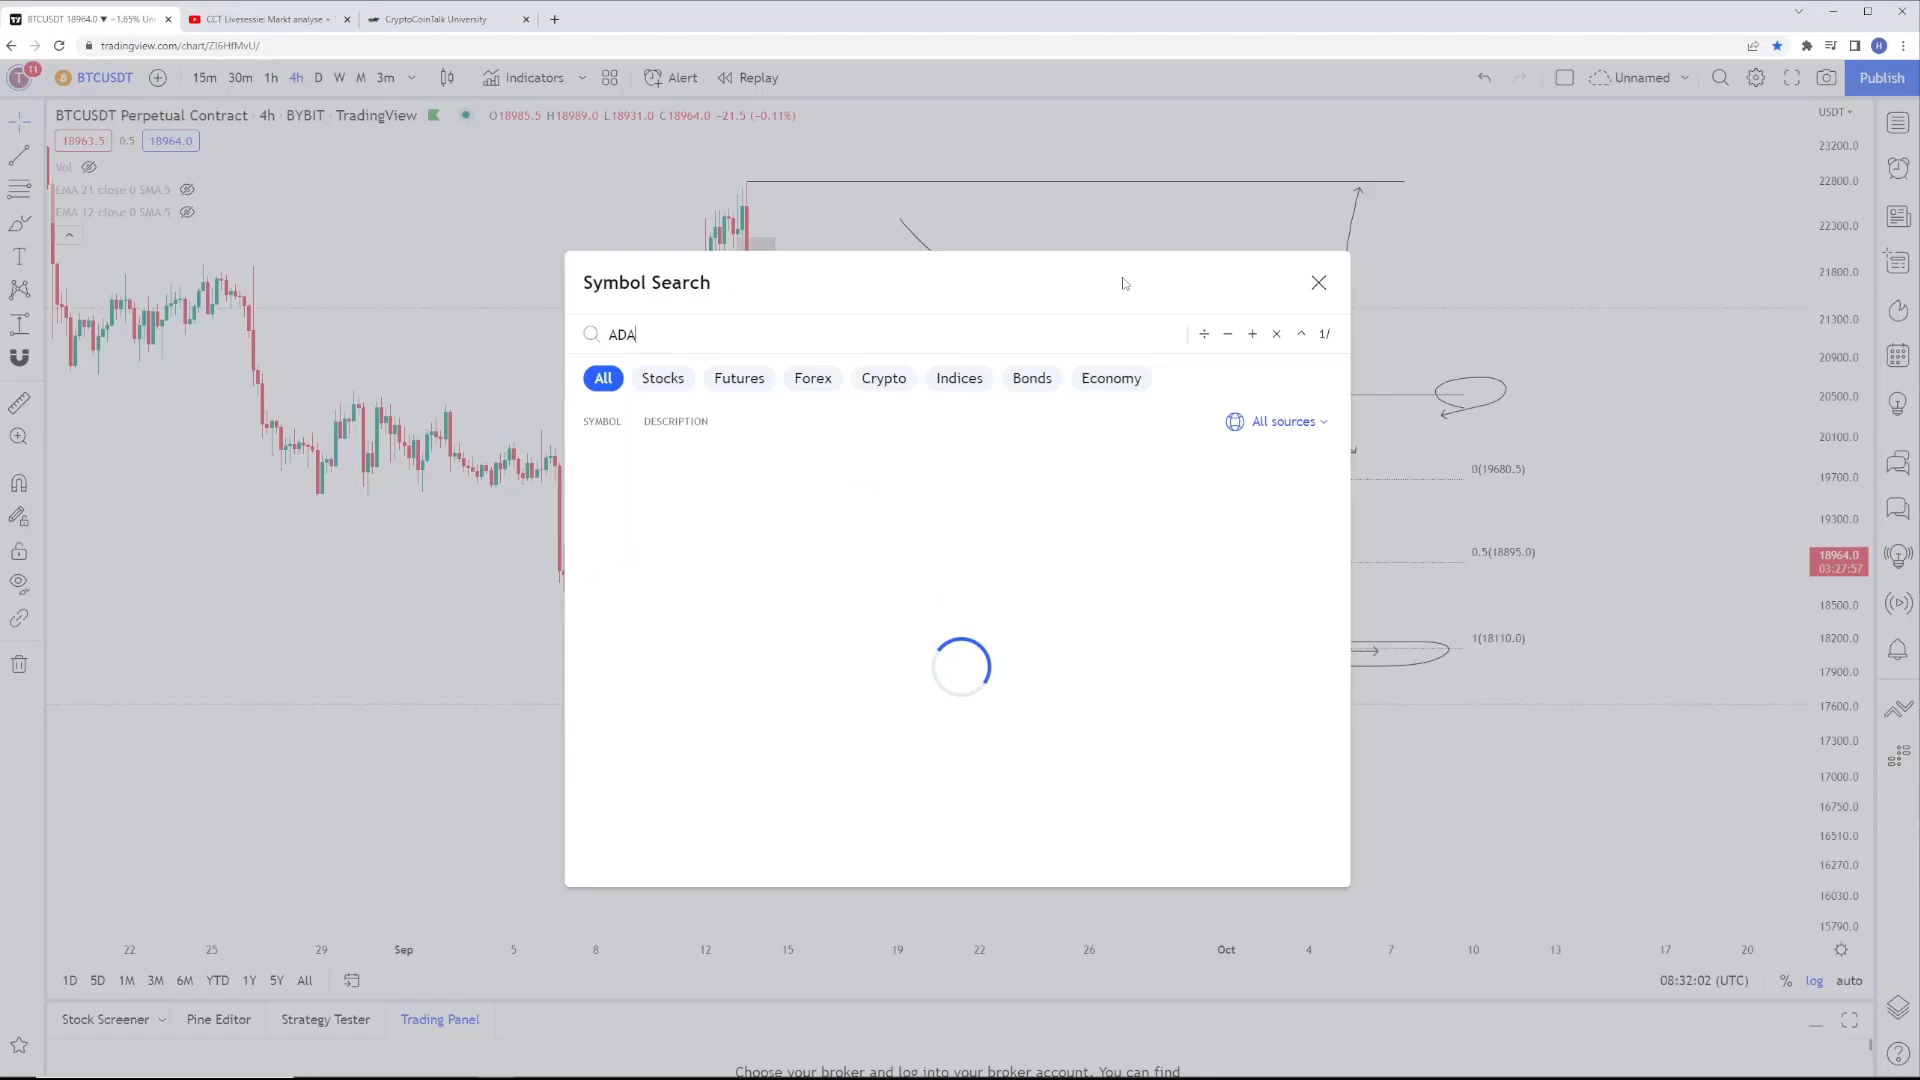 BTCUSDT 18964.0 ▼ −1.65% Un
CCT Livesessie: Markt analyse -
CryptoCoinTalk University
tradingview.com/chart/ZI6HfMvU/
H
T
11
BTCUSDT
15m 30m 1h 4h D W M 3m
Indicators
Alert
Replay
Unnamed
Publish
BTCUSDT Perpetual Contract · 4h · BYBIT · TradingView
O18985.5 H18989.0 L18931.0 C18964.0 −21.5 (−0.11%)
USDT
18963.5 0.5 18964.0
Vol
EMA 21 close 0 SMA 5
EMA 12 close 0 SMA 5
Symbol Search
ADA
÷ − + × ^ 1/
All Stocks Futures Forex Crypto Indices Bonds Economy
SYMBOL DESCRIPTION
All sources
0(19680.5)
0.5(18895.0)
1(18110.0)
23200.0
22800.0
22300.0
21800.0
21300.0
20900.0
20500.0
20100.0
19700.0
19300.0
18964.0
03:27:57
18500.0
18200.0
17900.0
17600.0
17300.0
17000.0
16750.0
16510.0
16270.0
16030.0
15790.0
22 25 29 Sep 5 8 12 15 19 22 26 Oct 4 7 10 13 17 20
1D 5D 1M 3M 6M YTD 1Y 5Y All
08:32:02 (UTC) % log auto
Stock Screener Pine Editor Strategy Tester Trading Panel
Choose your broker and log into your broker account. You can find